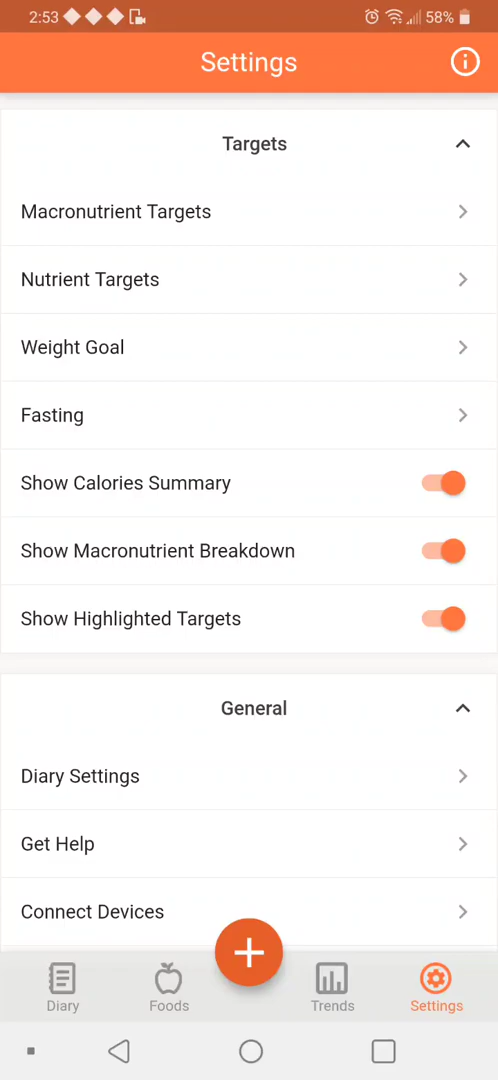 2:53 58%
Settings
Targets
Macronutrient Targets
Nutrient Targets
Weight Goal
Fasting
Show Calories Summary
Show Macronutrient Breakdown
Show Highlighted Targets
General
Diary Settings
Get Help
Connect Devices
Diary Foods Trends Settings